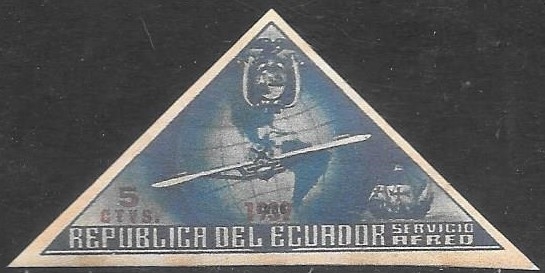 5
CTVS.
1939
REPUBLICA DEL ECUADOR SERVICIO
AEREO